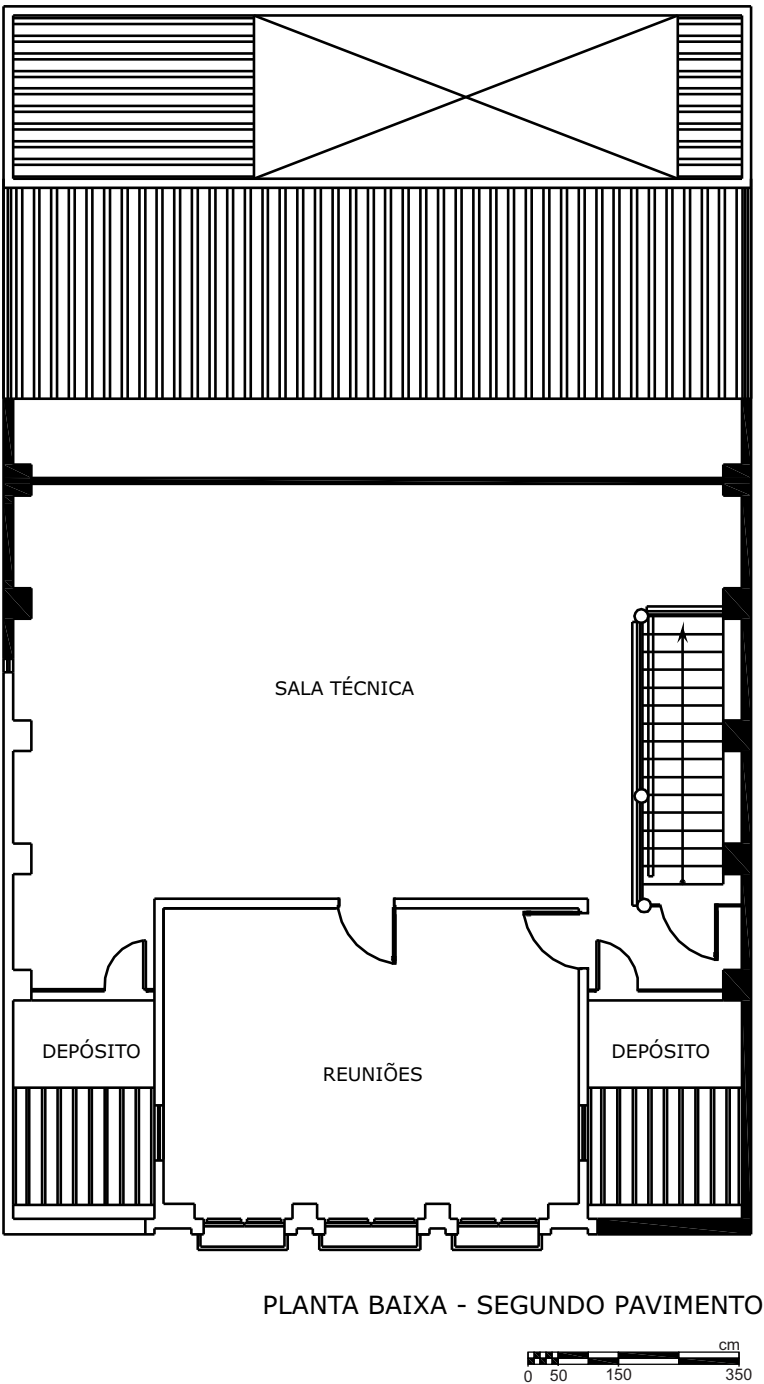 SALA TÉCNICA
DEPÓSITO
REUNIÕES
DEPÓSITO
PLANTA BAIXA - SEGUNDO PAVIMENTO
cm
0 50 150 350